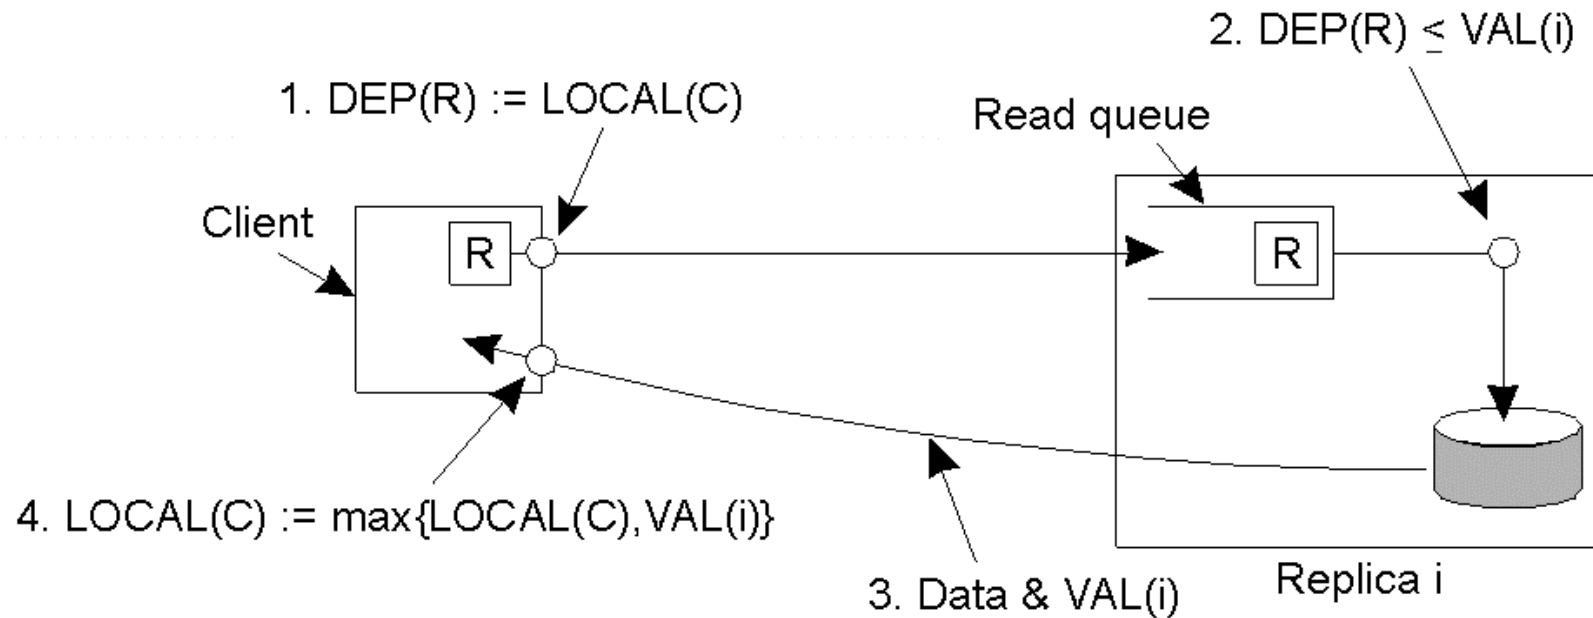 2. DEP(R) ≤ VAL(i)
1. DEP(R) := LOCAL(C)
Read queue
Client
R
R
4. LOCAL(C) := max{LOCAL(C),VAL(i)}
3. Data & VAL(i)
Replica i